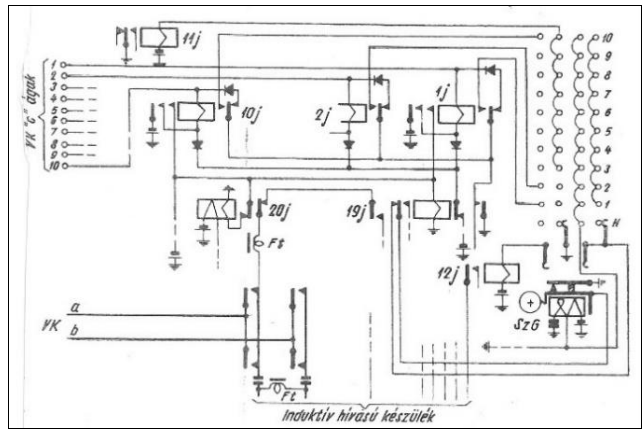 11j
10
9
8
7
6
5
4
3
2
1
H
VK "c" ágak
1
2
3
4
5
6
7
8
9
10
10j
2j
1j
20j
19j
12j
Ft
SzG
VK
a
b
Ft
Induktív hívású készülék